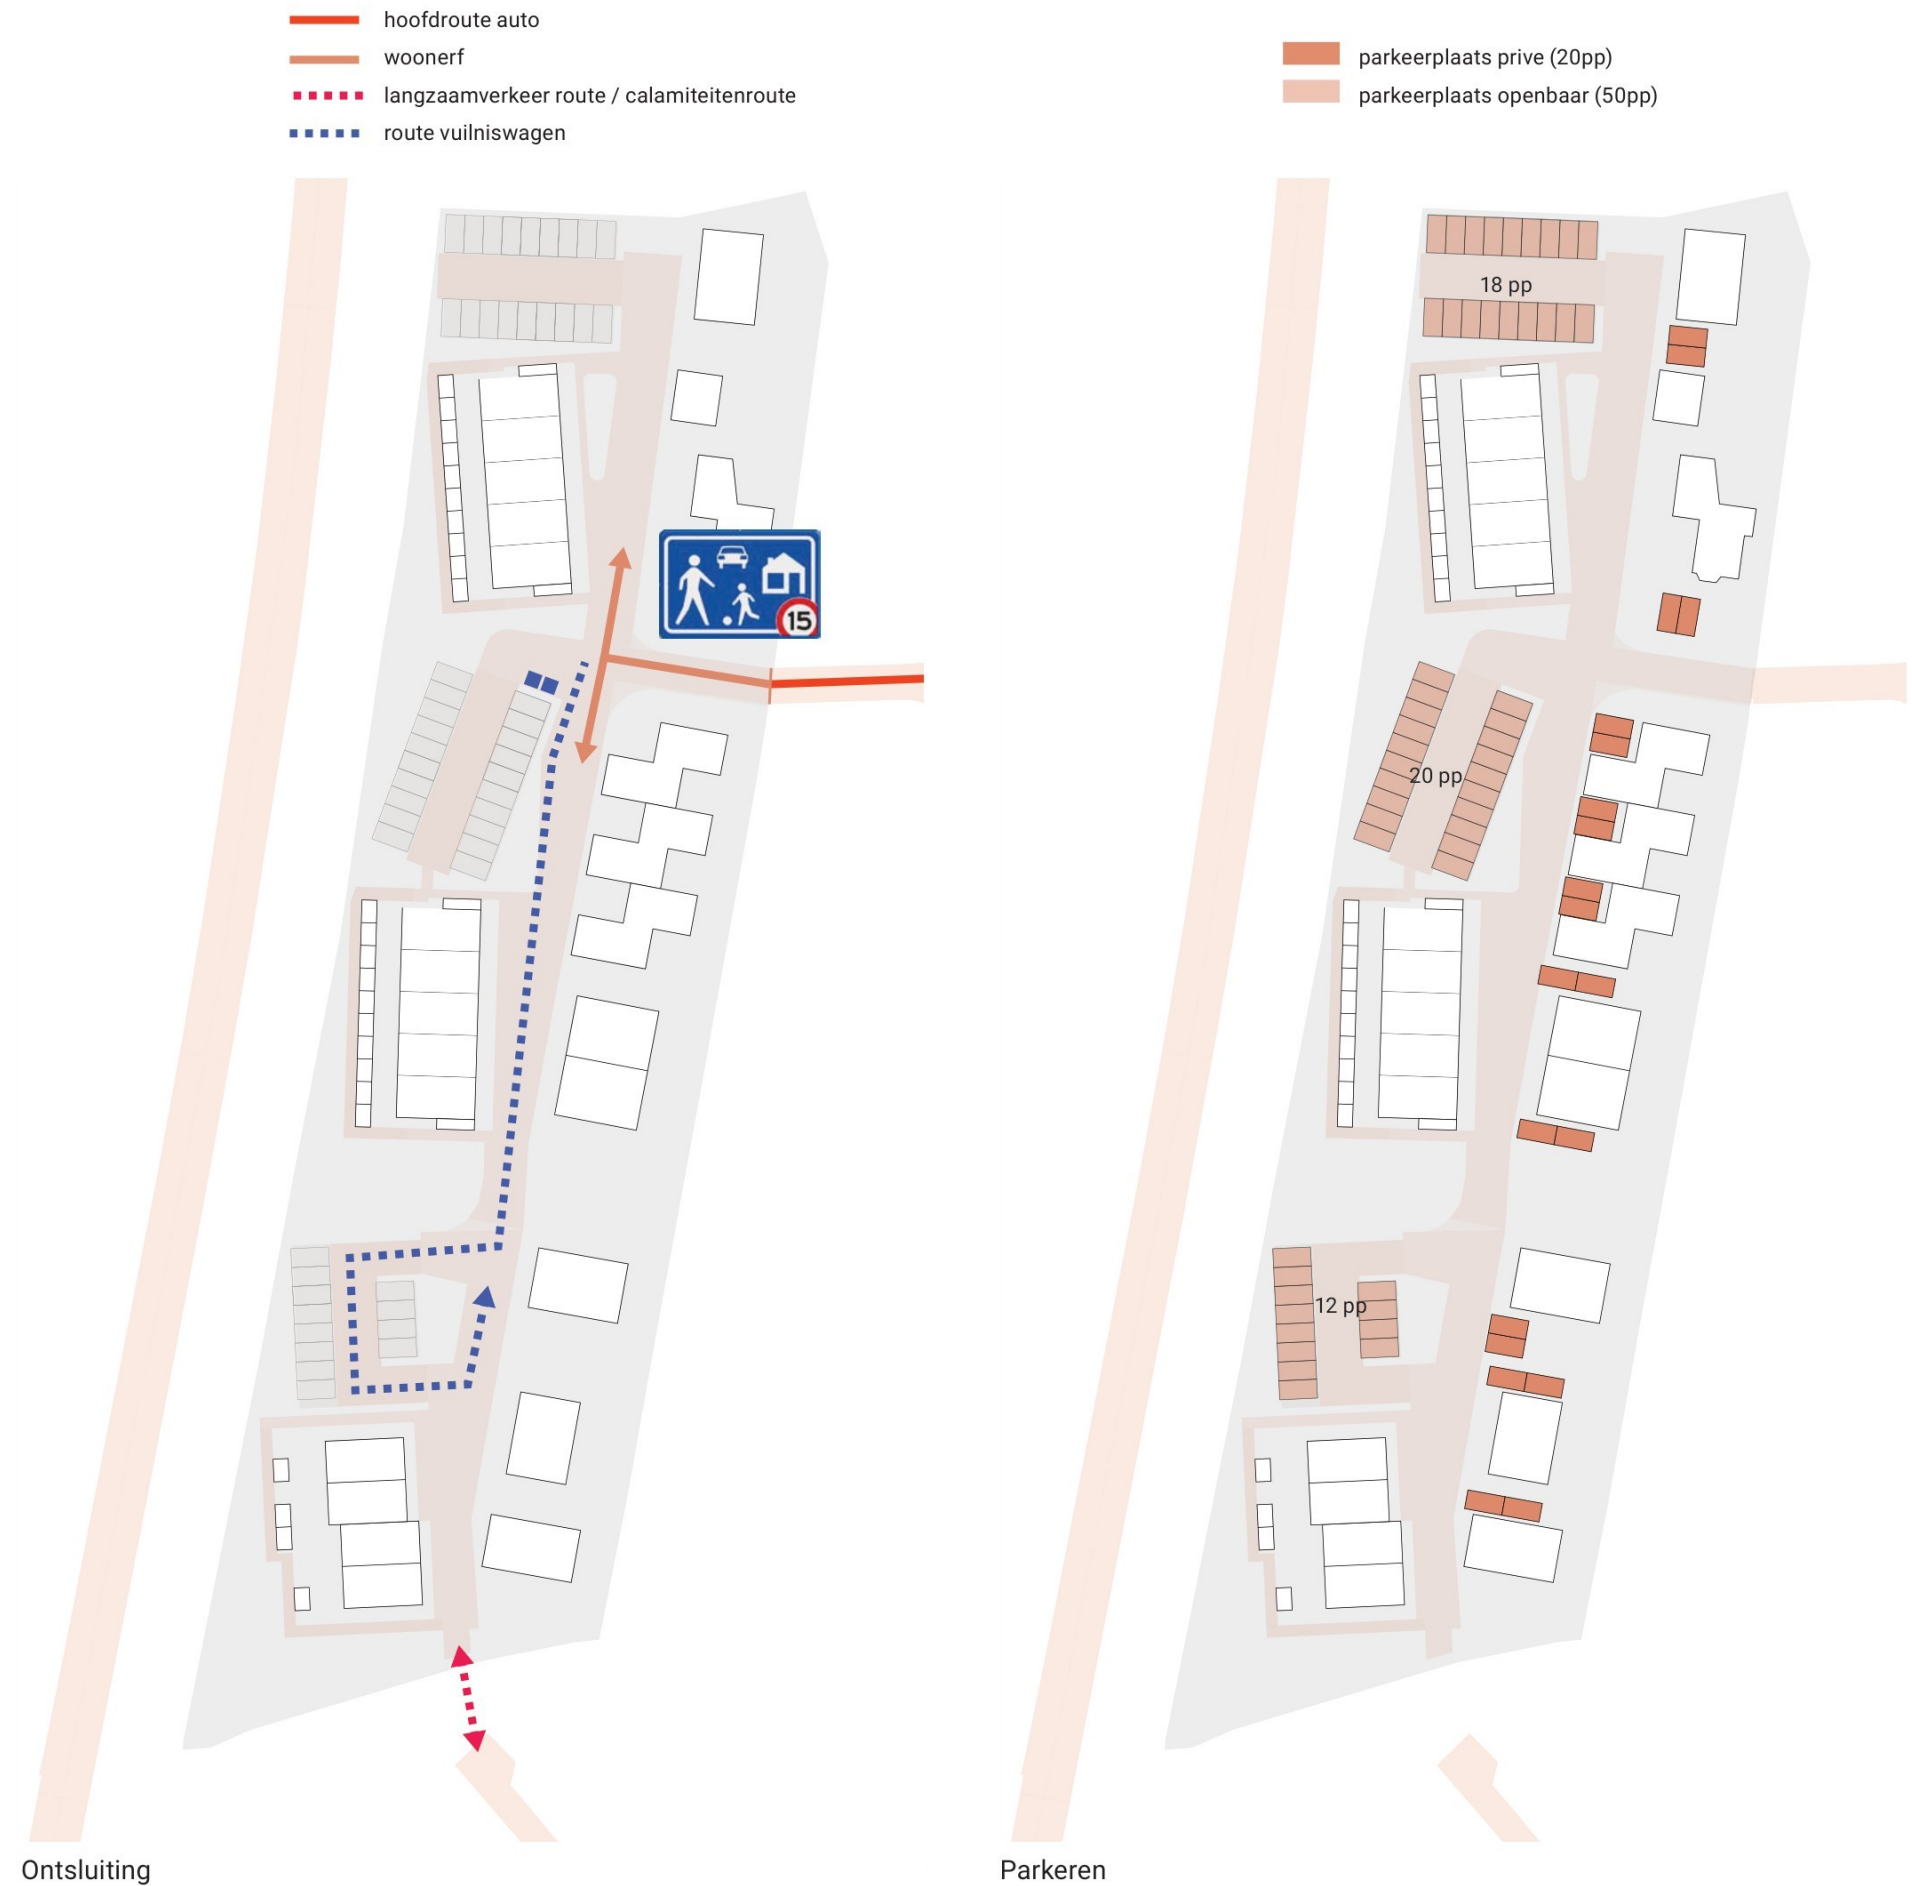 hoofdroute auto
woonerf
langzaamverkeer route / calamiteitenroute
route vuilniswagen
parkeerplaats prive (20pp)
parkeerplaats openbaar (50pp)
18 pp
15
20 pp
12 pp
Ontsluiting
Parkeren